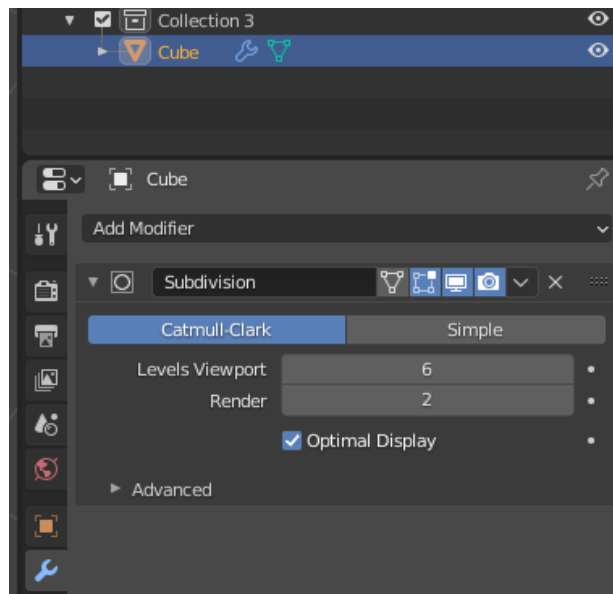 Collection 3
Cube
Cube
Add Modifier
Subdivision
Catmull-Clark Simple
Levels Viewport 6
Render 2
Optimal Display
Advanced